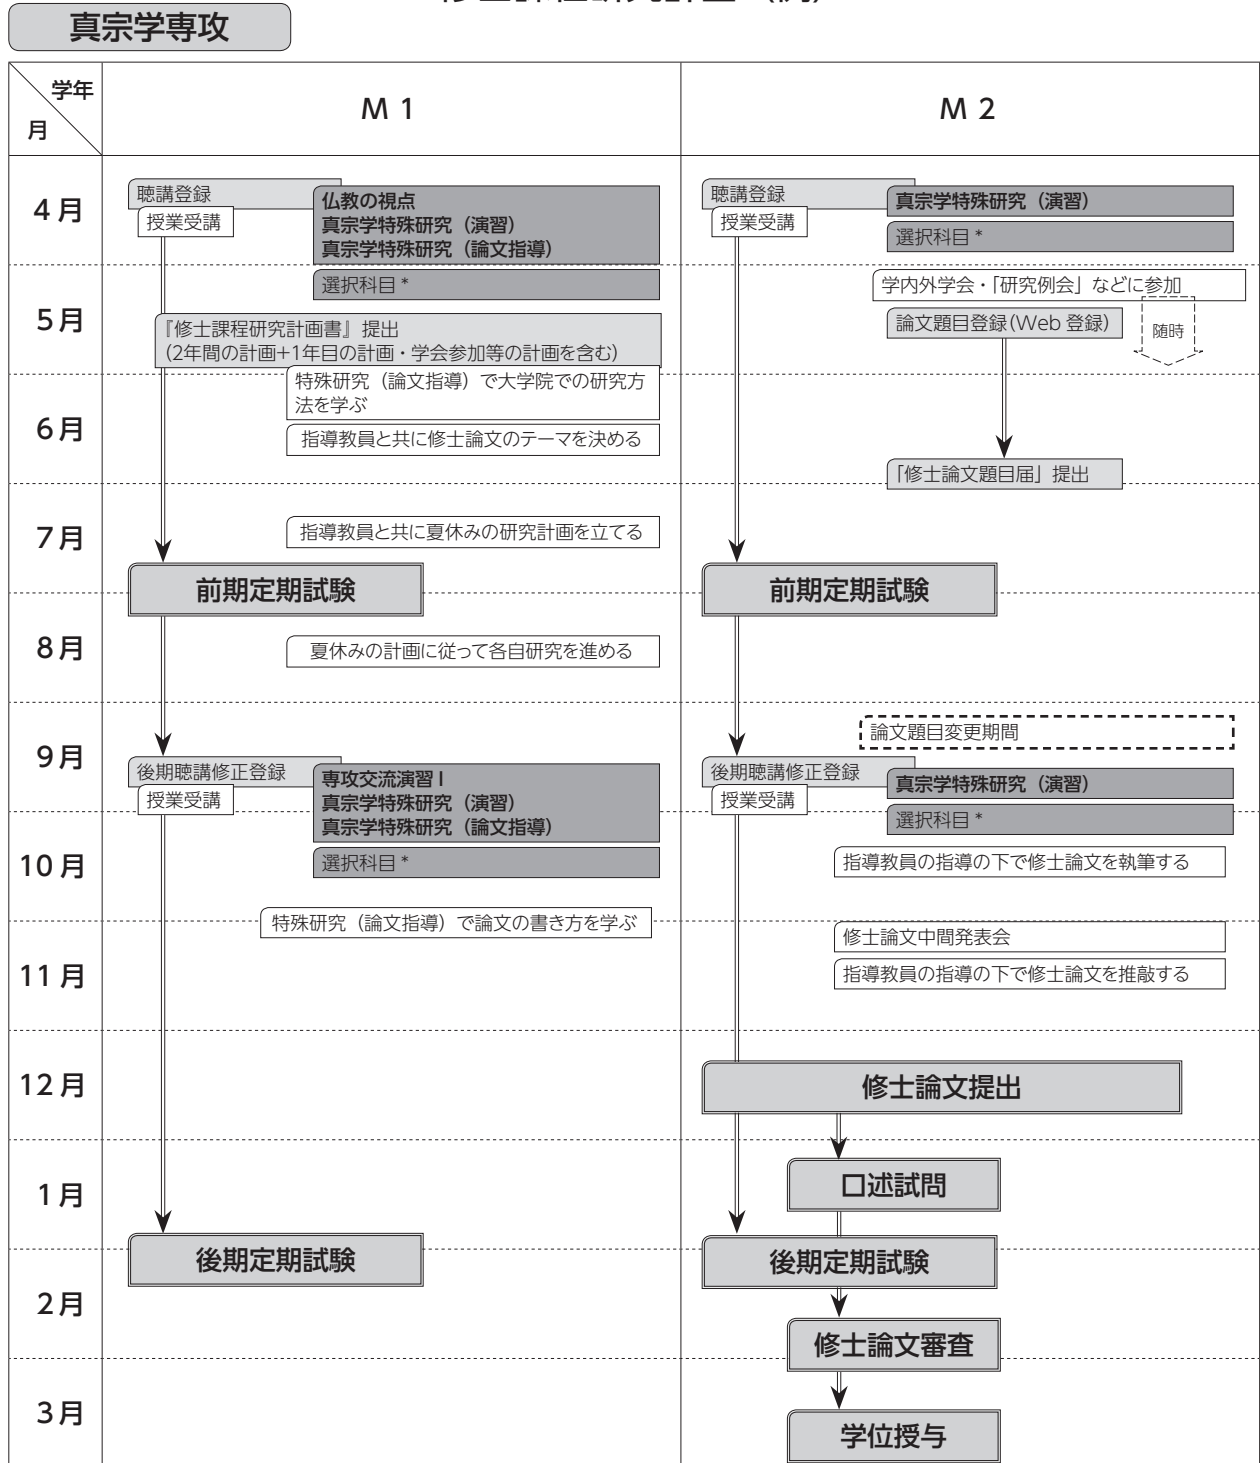 修士課程研究計画（例）
真宗学専攻
学年
月
M 1
M 2
4月
聴講登録
授業受講
仏教の視点
真宗学特殊研究（演習）
真宗学特殊研究（論文指導）
選択科目*
聴講登録
授業受講
真宗学特殊研究（演習）
選択科目*
5月
『修士課程研究計画書』提出
(2年間の計画+1年目の計画・学会参加等の計画を含む)
特殊研究（論文指導）で大学院での研究方
法を学ぶ
学内外学会・「研究例会」などに参加
論文題目登録(Web 登録)
随時
6月
指導教員と共に修士論文のテーマを決める
「修士論文題目届」提出
7月
指導教員と共に夏休みの研究計画を立てる
前期定期試験
前期定期試験
8月
夏休みの計画に従って各自研究を進める
9月
後期聴講修正登録
授業受講
専攻交流演習 I
真宗学特殊研究（演習）
真宗学特殊研究（論文指導）
選択科目*
論文題目変更期間
後期聴講修正登録
授業受講
真宗学特殊研究（演習）
選択科目*
10月
特殊研究（論文指導）で論文の書き方を学ぶ
指導教員の指導の下で修士論文を執筆する
11月
修士論文中間発表会
指導教員の指導の下で修士論文を推敲する
12月
修士論文提出
1月
口述試問
後期定期試験
後期定期試験
2月
修士論文審査
3月
学位授与